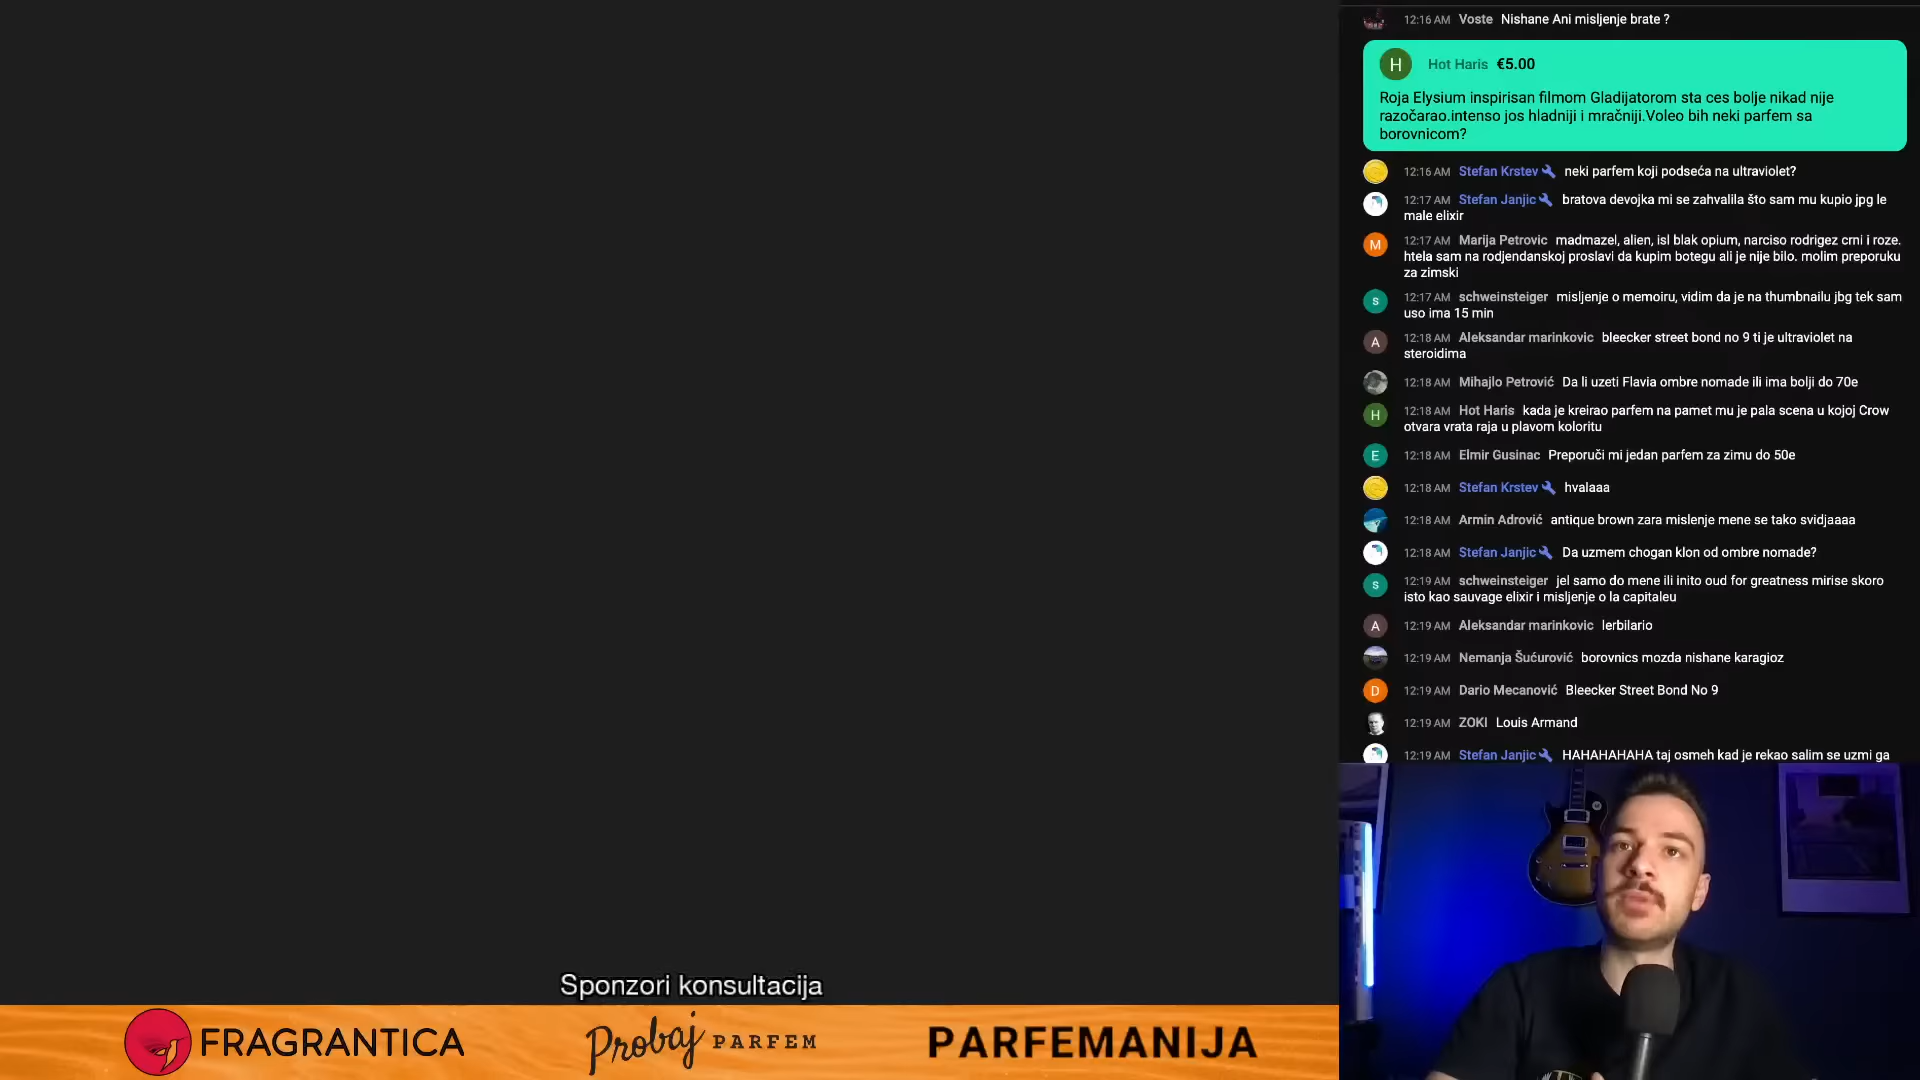 12:16 AM Voste Nishane Ani misljenje brate ?
H Hot Haris €5.00
Roja Elysium inspirisan filmom Gladijatorom sta ces bolje nikad nije
razočarao.intenso jos hladniji i mračniji.Voleo bih neki parfem sa
borovnicom?
12:16 AM Stefan Krstev neki parfem koji podseća na ultraviolet?
12:17 AM Stefan Janjic bratova devojka mi se zahvalila što sam mu kupio jpg le
male elixir
M 12:17 AM Marija Petrovic madmazel, alien, isl blak opium, narciso rodrigez crni i roze.
htela sam na rodjendanskoj proslavi da kupim botegu ali je nije bilo. molim preporuku
za zimski
s 12:17 AM schweinsteiger misljenje o memoiru, vidim da je na thumbnailu jbg tek sam
uso ima 15 min
A 12:18 AM Aleksandar marinkovic bleecker street bond no 9 ti je ultraviolet na
steroidima
12:18 AM Mihajlo Petrović Da li uzeti Flavia ombre nomade ili ima bolji do 70e
H 12:18 AM Hot Haris kada je kreirao parfem na pamet mu je pala scena u kojoj Crow
otvara vrata raja u plavom koloritu
E 12:18 AM Elmir Gusinac Preporuči mi jedan parfem za zimu do 50e
12:18 AM Stefan Krstev hvalaaa
12:18 AM Armin Adrović antique brown zara mislenje mene se tako svidjaaaa
12:18 AM Stefan Janjic Da uzmem chogan klon od ombre nomade?
s 12:19 AM schweinsteiger jel samo do mene ili inito oud for greatness mirise skoro
isto kao sauvage elixir i misljenje o la capitaleu
A 12:19 AM Aleksandar marinkovic lerbilario
12:19 AM Nemanja Šućurović borovnics mozda nishane karagioz
D 12:19 AM Dario Mecanović Bleecker Street Bond No 9
12:19 AM ZOKI Louis Armand
12:19 AM Stefan Janjic HAHAHAHAHA taj osmeh kad je rekao salim se uzmi ga
Sponzori konsultacija
FRAGRANTICA
Probaj PARFEM
PARFEMANIJA